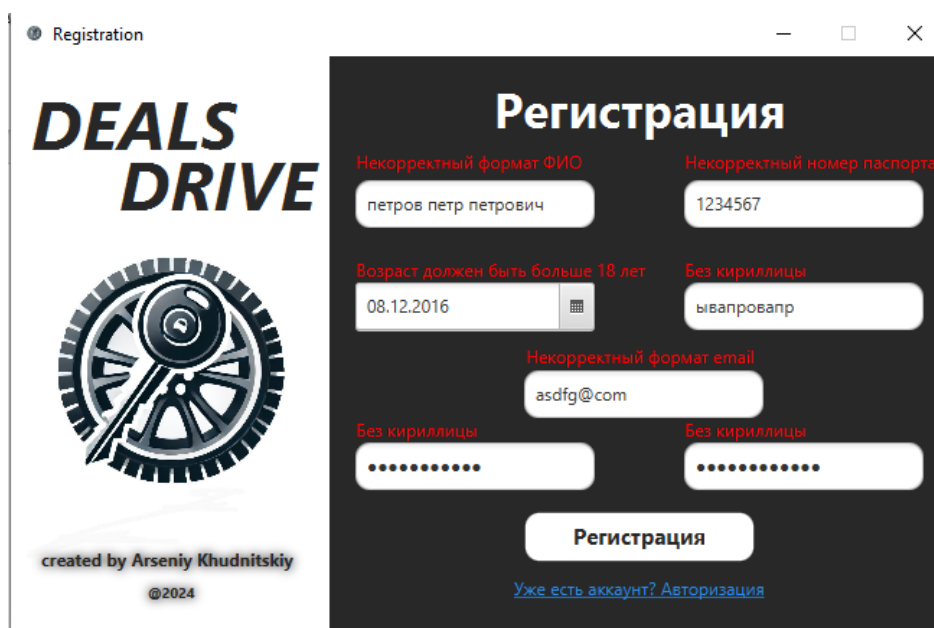 Registration
DEALS
DRIVE
created by Arseniy Khudnitskiy
@2024
Регистрация
Некорректный формат ФИО
Некорректный номер паспорта
петров петр петрович
1234567
Возраст должен быть больше 18 лет
Без кириллицы
08.12.2016
ывапровапр
Некорректный формат email
asdfg@com
Без кириллицы
Без кириллицы
Регистрация
Уже есть аккаунт? Авторизация